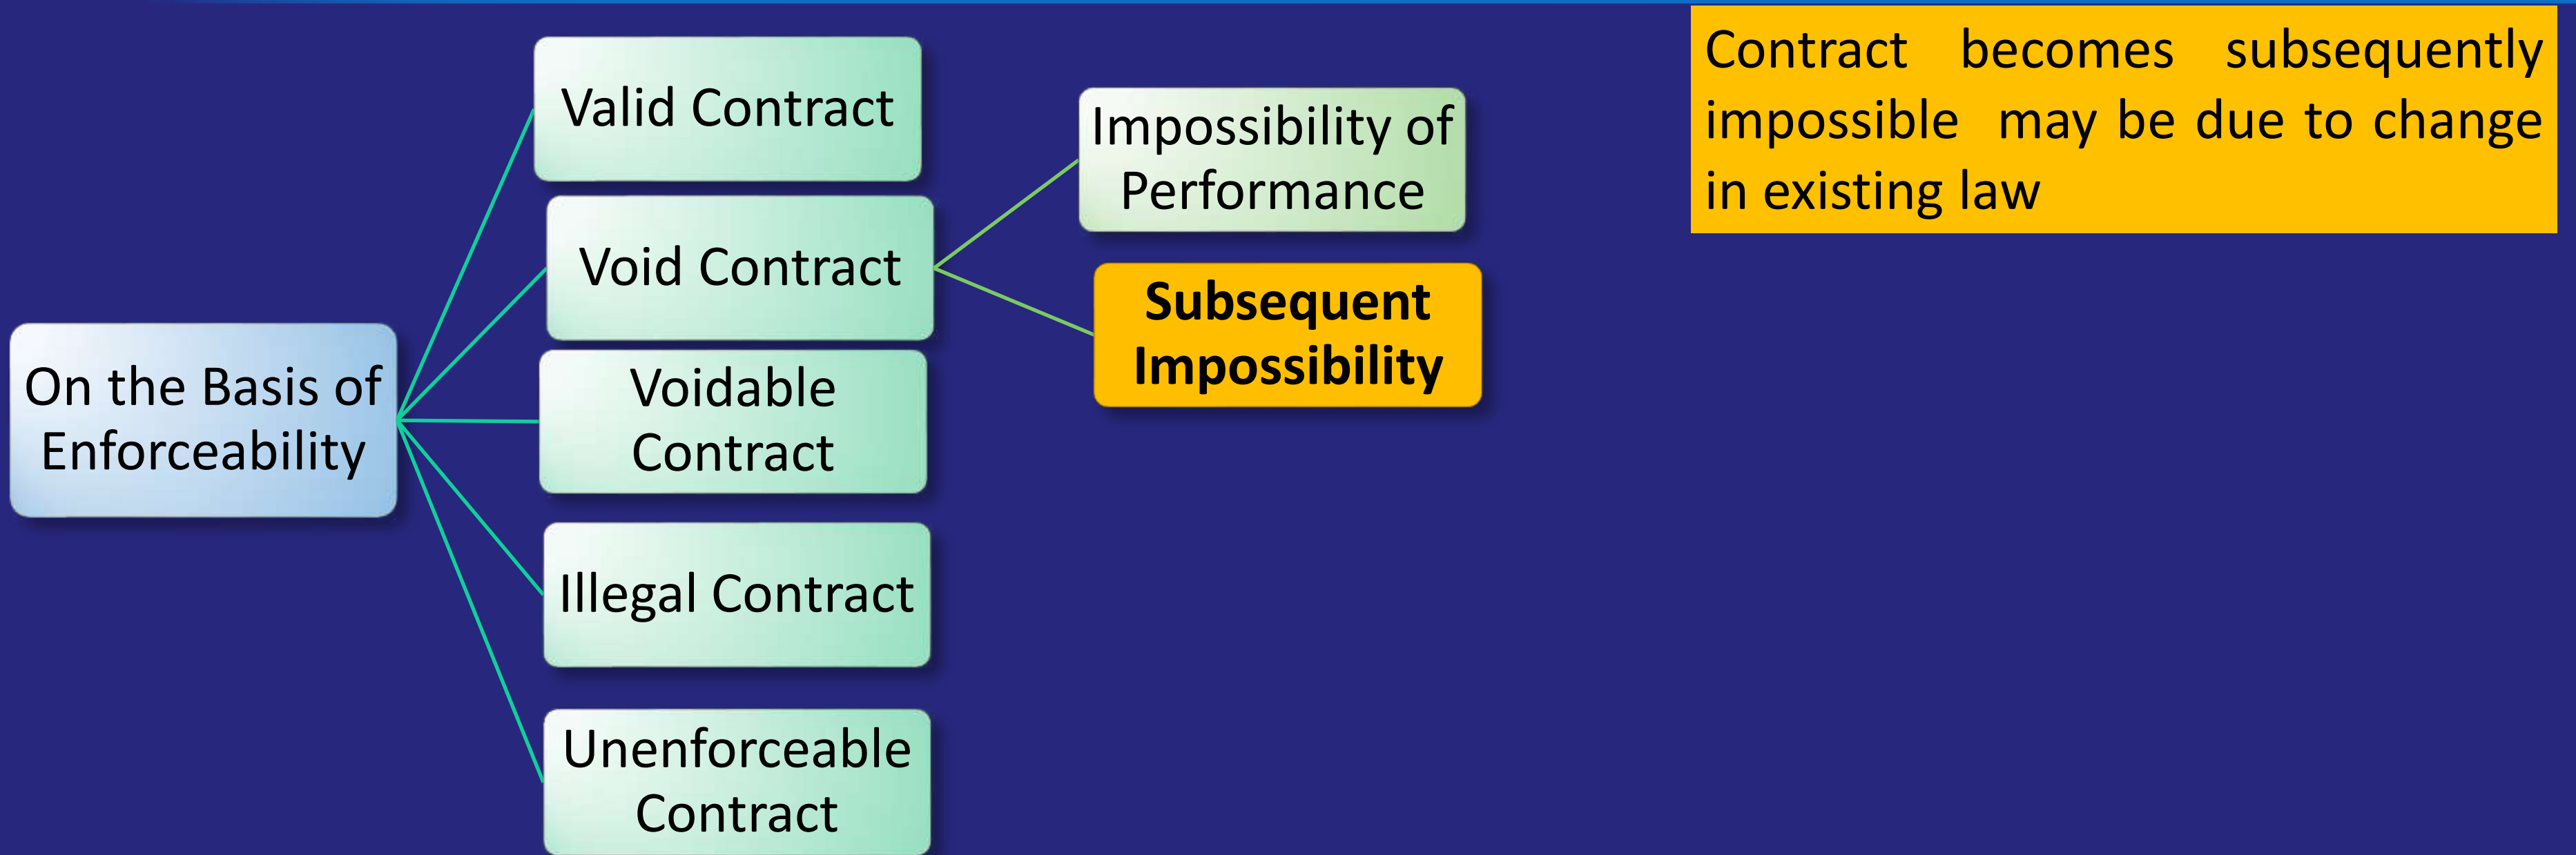 On the Basis of
Enforceability
Valid Contract
Void Contract
Voidable
Contract
Illegal Contract
Unenforceable
Contract
Impossibility of
Performance
Subsequent
Impossibility
Contract becomes subsequently
impossible may be due to change
in existing law